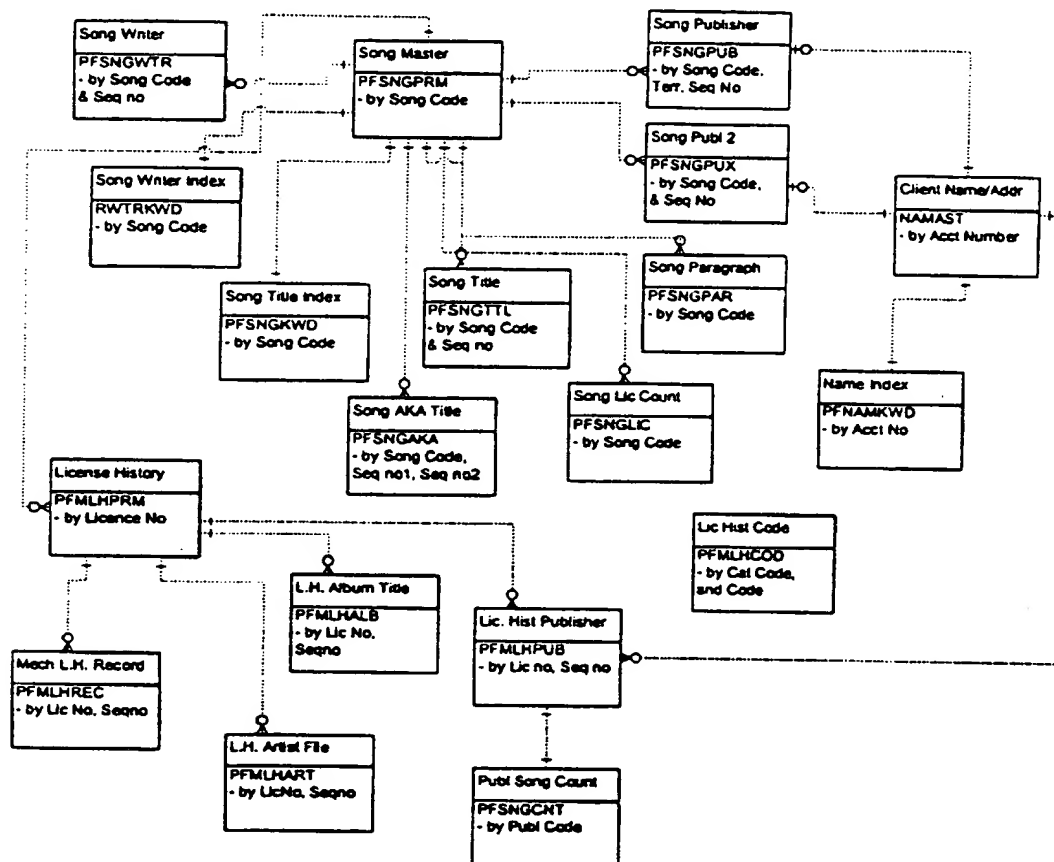 Song Writer
PFSNGWTR
- by Song Code
& Seq no
Song Master
PFSNGPRM
- by Song Code
Song Publisher
PFSNGPUB
- by Song Code,
Terr. Seq No
Song Writer Index
RWTRKWD
- by Song Code
Song Publ 2
PFSNGPUX
- by Song Code,
& Seq No
Client Name/Addr
NAMAST
- by Acct Number
Song Title Index
PFSNGKWD
- by Song Code
Song Title
PFSNGTTL
- by Song Code
& Seq no
Song Paragraph
PFSNGPAR
- by Song Code
Song AKA Title
PFSNGAKA
- by Song Code,
Seq no1, Seq no2
Song Lic Count
PFSNGLIC
- by Song Code
Name Index
PFNAMKWD
- by Acct No
License History
PFMLHPRM
- by Licence No
Lic Hist Code
PFMLHCOD
- by Cat Code,
and Code
L.H. Album Title
PFMLHALB
- by Lic No,
Seqno
Lic. Hist Publisher
PFMLHPUB
- by Lic no, Seq no
Mech L.H. Record
PFMLHREC
- by Lic No, Seqno
L.H. Artist File
PFMLHART
- by LicNo, Seqno
Publ Song Count
PFSNGCNT
- by Publ Code